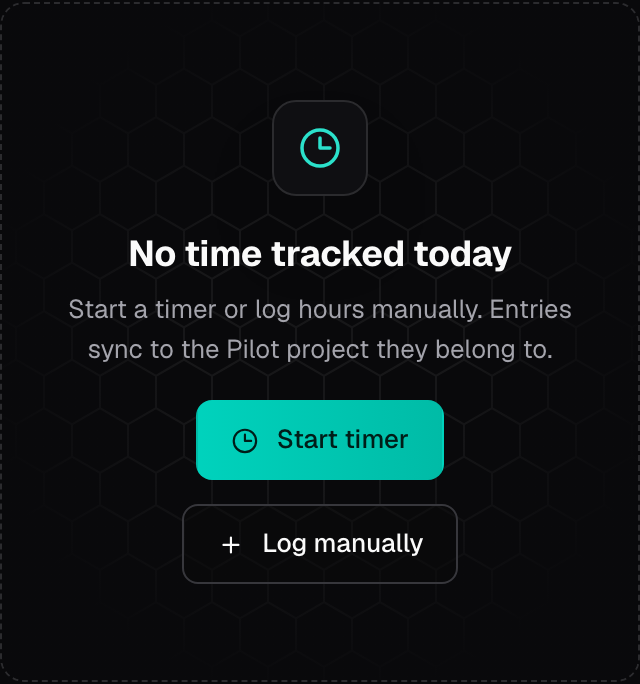 No time tracked today
Start a timer or log hours manually. Entries
sync to the Pilot project they belong to.
Start timer
Log manually